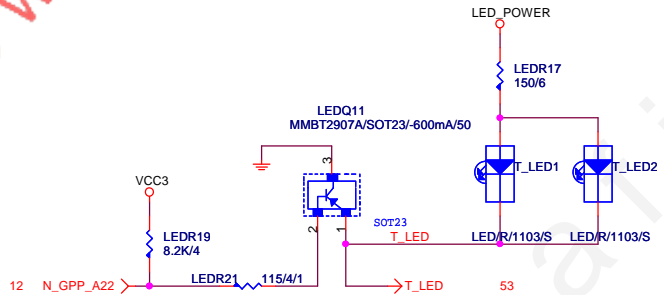 LED_POWER
LEDR17
150/6
LEDQ11
MMBT2907A/SOT23/-600mA/50
3
T_LED1
T_LED2
VCC3
SOT23
2
1
T_LED
LED/R/1103/S
LED/R/1103/S
LEDR19
8.2K/4
LEDR21
115/4/1
12
N_GPP_A22
T_LED
53